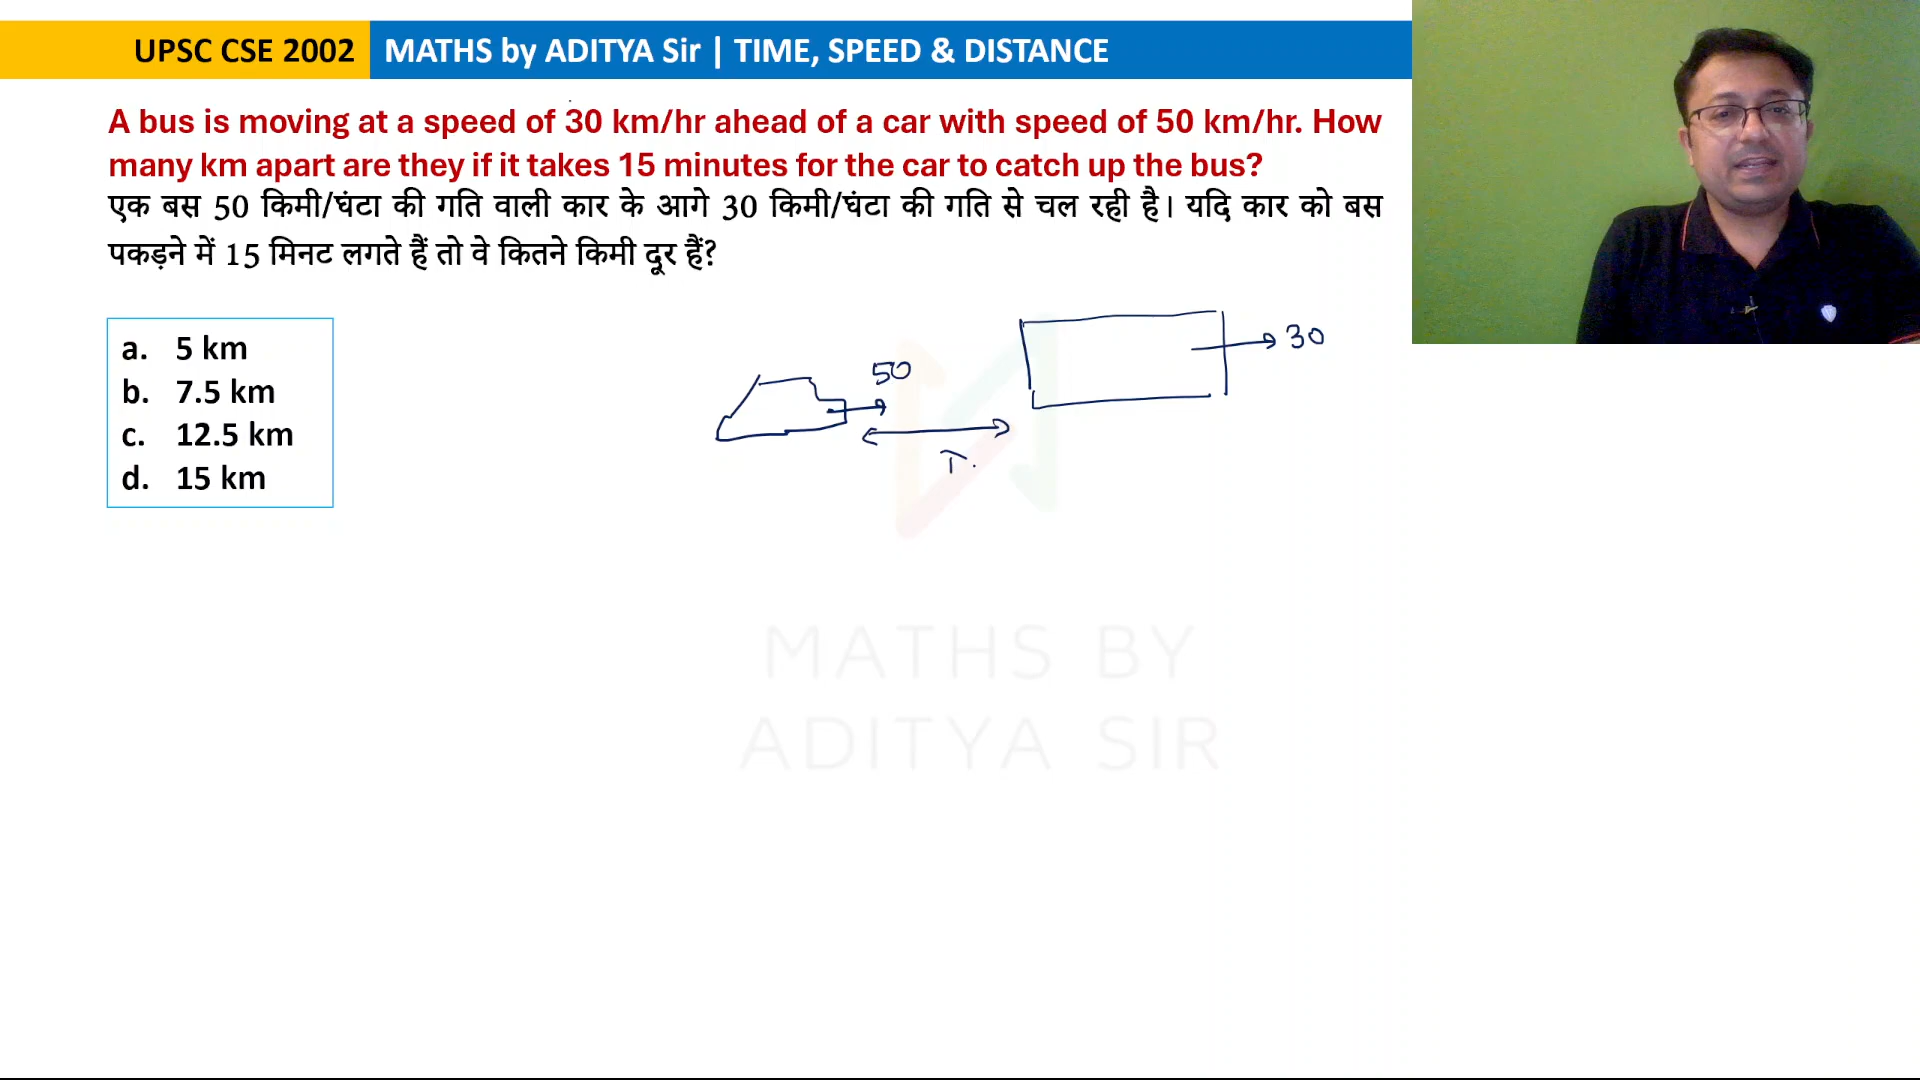 UPSC CSE 2002
MATHS by ADITYA Sir | TIME, SPEED & DISTANCE
A bus is moving at a speed of 30 km/hr ahead of a car with speed of 50 km/hr. How
many km apart are they if it takes 15 minutes for the car to catch up the bus?
एक बस 50 किमी/घंटा की गति वाली कार के आगे 30 किमी/घंटा की गति से चल रही है। यदि कार को बस
पकड़ने में 15 मिनट लगते हैं तो वे कितने किमी दूर हैं?
a. 5 km
b. 7.5 km
c. 12.5 km
d. 15 km
50
30
MATHS BY
ADITYA SIR